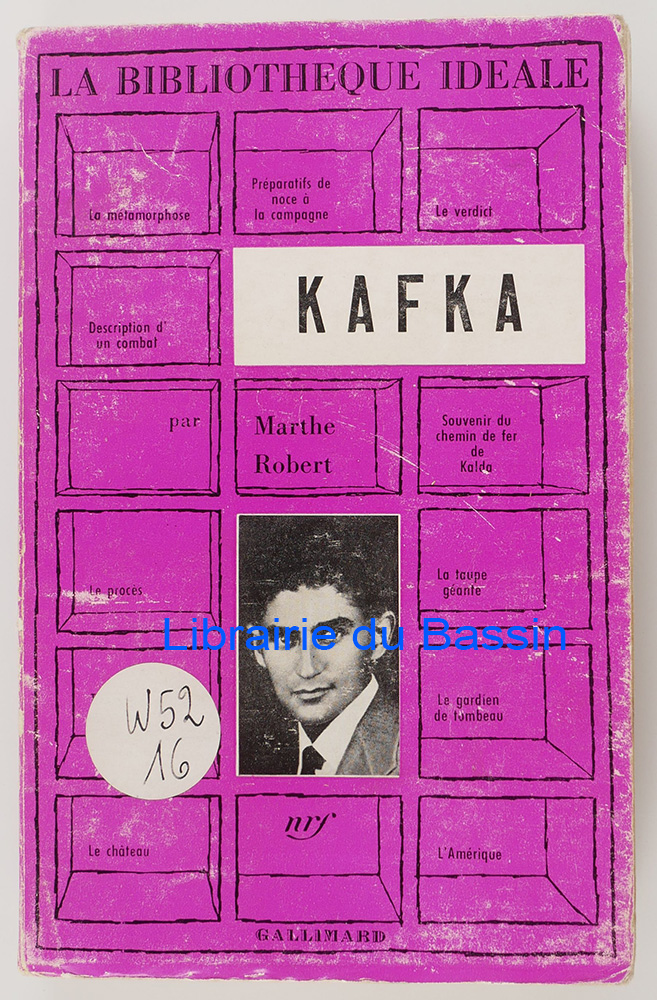 LA BIBLIOTHEQUE IDEALE
La métamorphose
Préparatifs de
noce à
la campagne
Le verdict
Description d'
un combat
KAFKA
par
Marthe
Robert
Souvenir du
chemin de fer
de
Kalda
Le procès
La taupe
géante
Librairie du Bassin
W52
16
Le gardien
de tombeau
Le château
nrf
L'Amérique
GALLIMARD